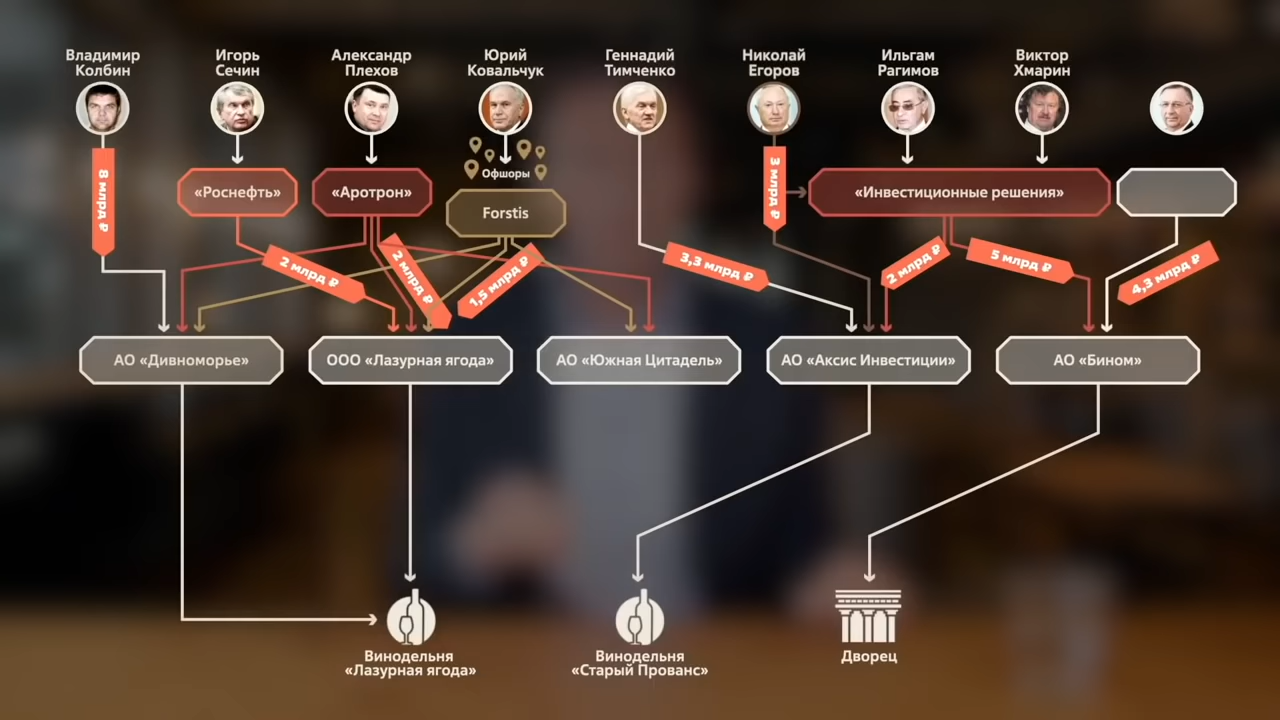 Владимир
Колбин
Игорь
Сечин
Александр
Плехов
Юрий
Ковальчук
Геннадий
Тимченко
Николай
Егоров
Ильгам
Рагимов
Виктор
Хмарин
Офшоры
«Роснефть»
«Аротрон»
Forstis
«Инвестиционные решения»
8 млрд ₽
2 млрд ₽
2 млрд ₽
1,5 млрд ₽
3,3 млрд ₽
3 млрд ₽
2 млрд ₽
5 млрд ₽
4,3 млрд ₽
АО «Дивноморье»
ООО «Лазурная ягода»
АО «Южная Цитадель»
АО «Аксис Инвестиции»
АО «Бином»
Винодельня
«Лазурная ягода»
Винодельня
«Старый Прованс»
Дворец